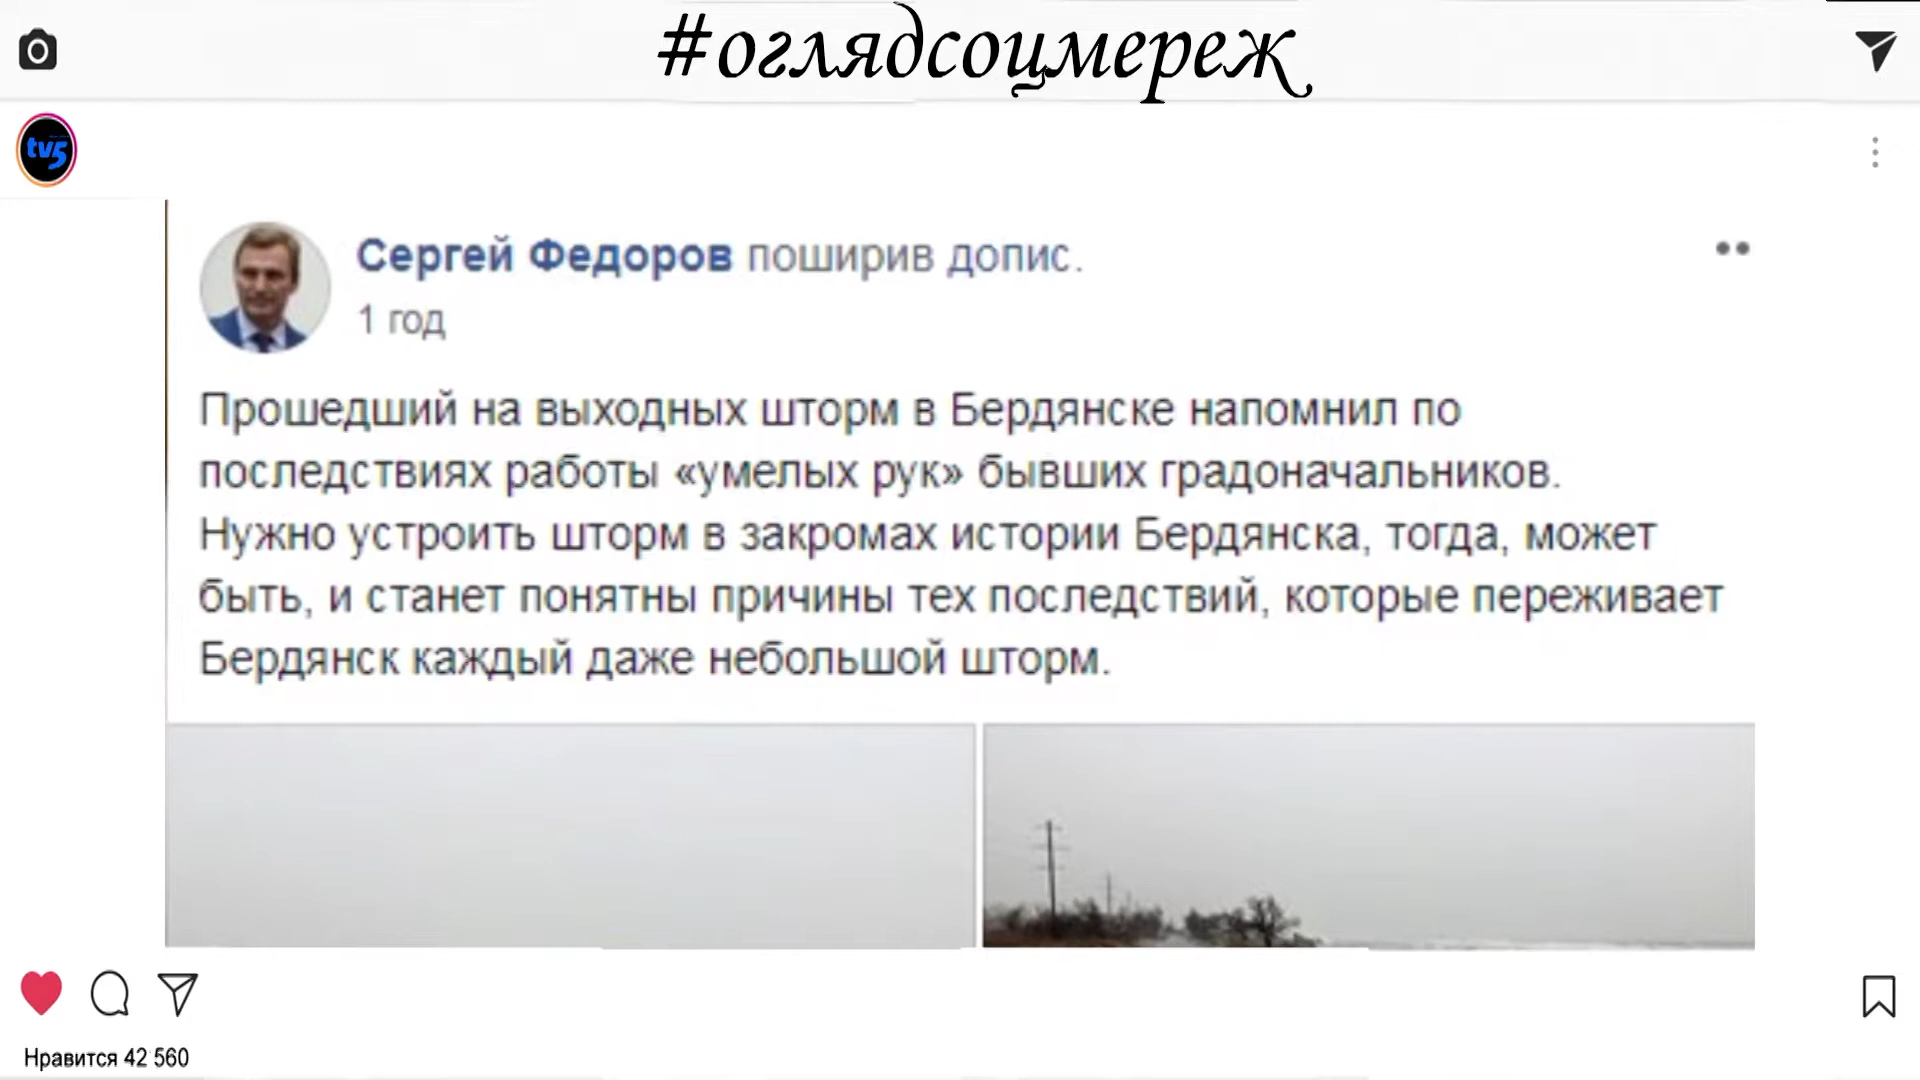 #оглядсоцмереж
tv5
Сергей Федоров поширив допис.
1 год
Прошедший на выходных шторм в Бердянске напомнил по
последствиях работы «умелых рук» бывших градоначальников.
Нужно устроить шторм в закромах истории Бердянска, тогда, может
быть, и станет понятны причины тех последствий, которые переживает
Бердянск каждый даже небольшой шторм.
Нравится 42 560